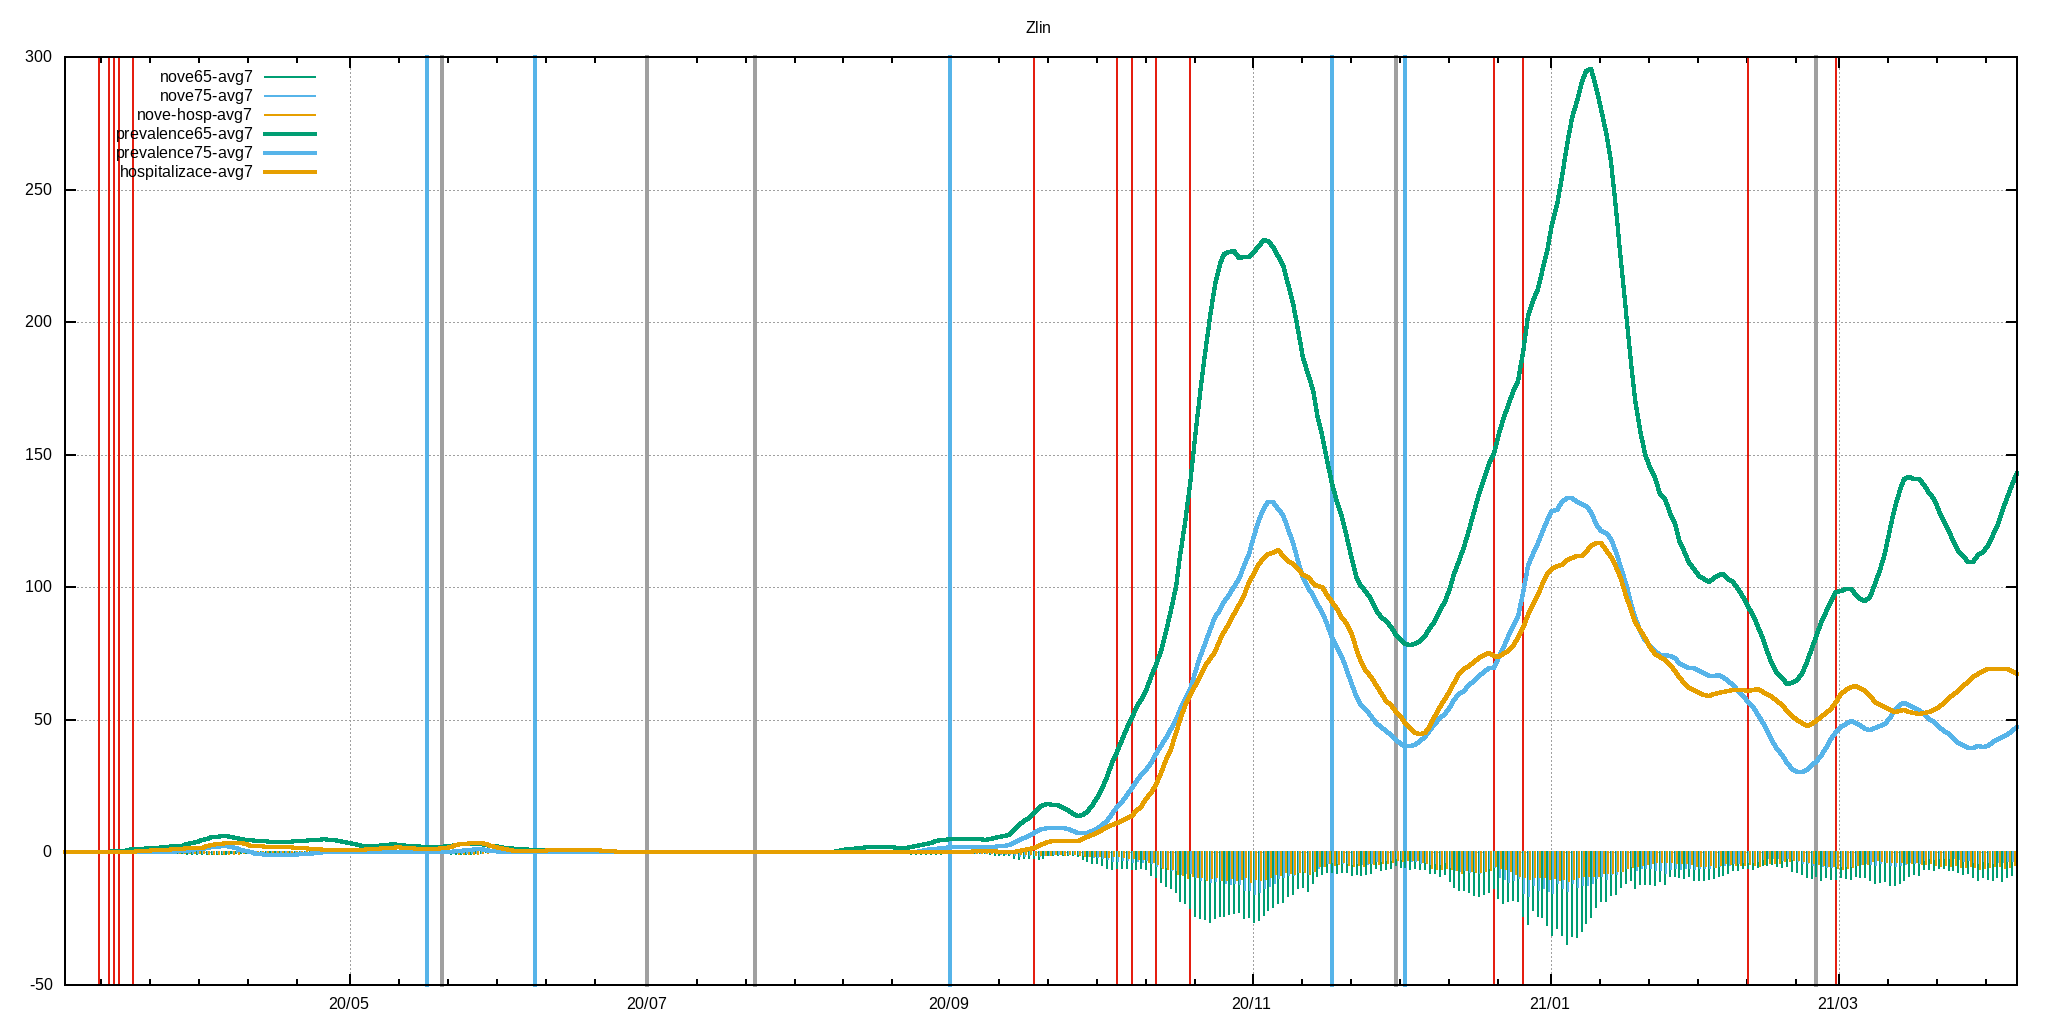 Zlin
300
250
200
150
100
50
0
-50
nove65-avg7
nove75-avg7
nove-hosp-avg7
prevalence65-avg7
prevalence75-avg7
hospitalizace-avg7
20/05 20/07 20/09 20/11 21/01 21/03